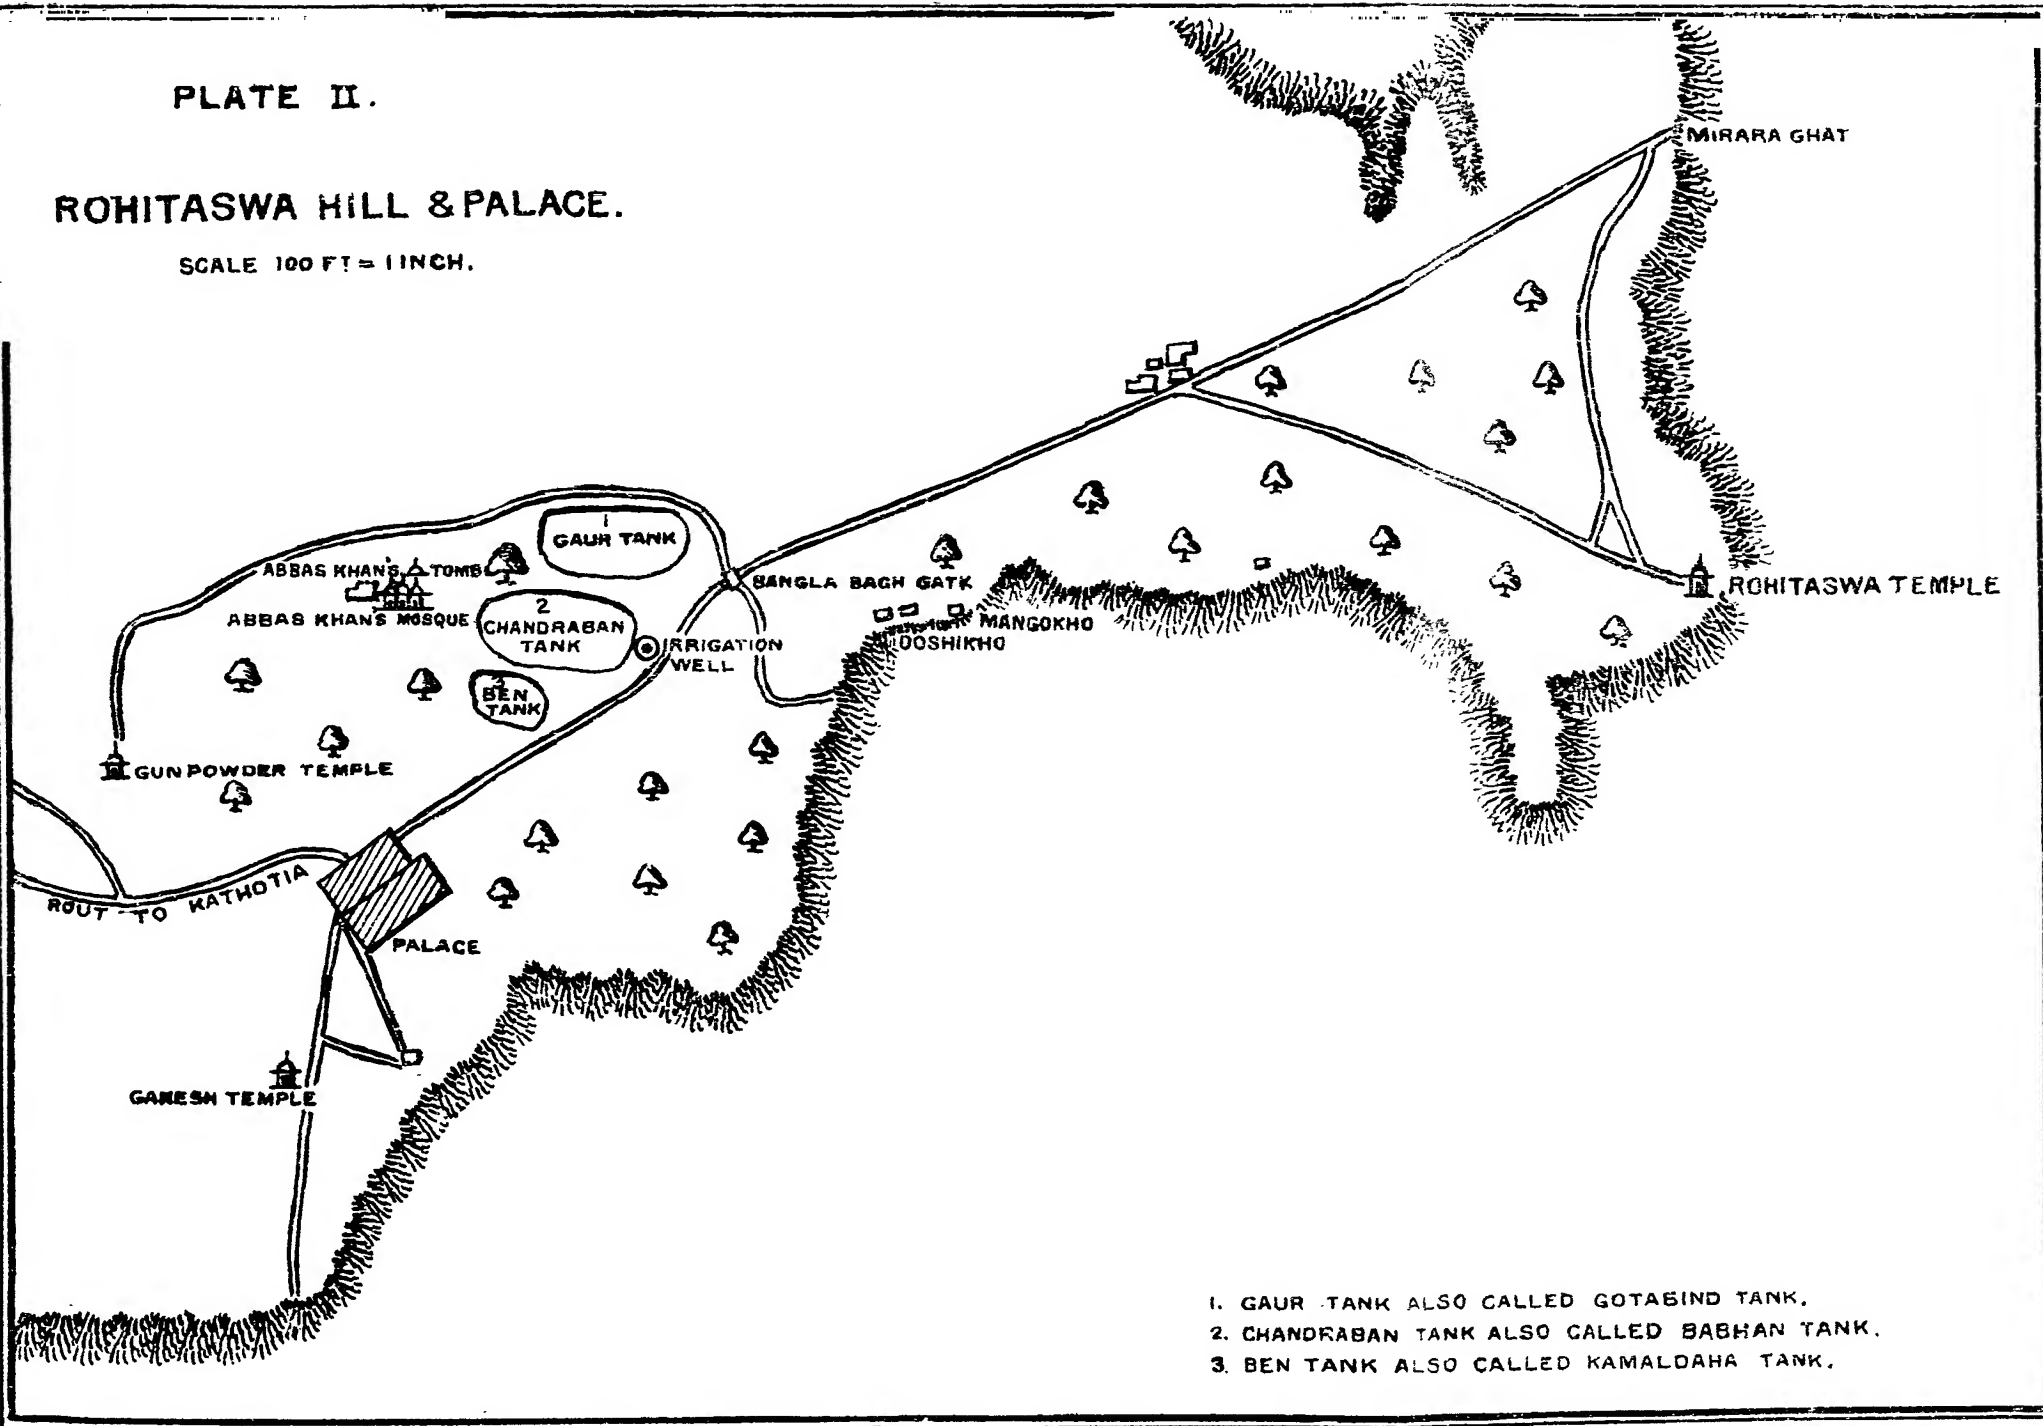 PLATE II.
ROHITASWA HILL & PALACE.
SCALE 100 FT = 1 INCH.
MIRARA GHAT
1
GAUR TANK
ABBAS KHAN'S TOMB
BANGLA BAGH GATK
ROHITASWA TEMPLE
2
CHANDRABAN
TANK
ABBAS KHAN'S MOSQUE
MANGOKHO
DOSHIKHO
IRRIGATION
WELL
3
BEN
TANK
GUNPOWDER TEMPLE
ROUT TO KATHOTIA
PALACE
GANESH TEMPLE
1. GAUR TANK ALSO CALLED GOTABIND TANK.
2. CHANDRABAN TANK ALSO CALLED BABHAN TANK.
3. BEN TANK ALSO CALLED KAMALDAHA TANK.